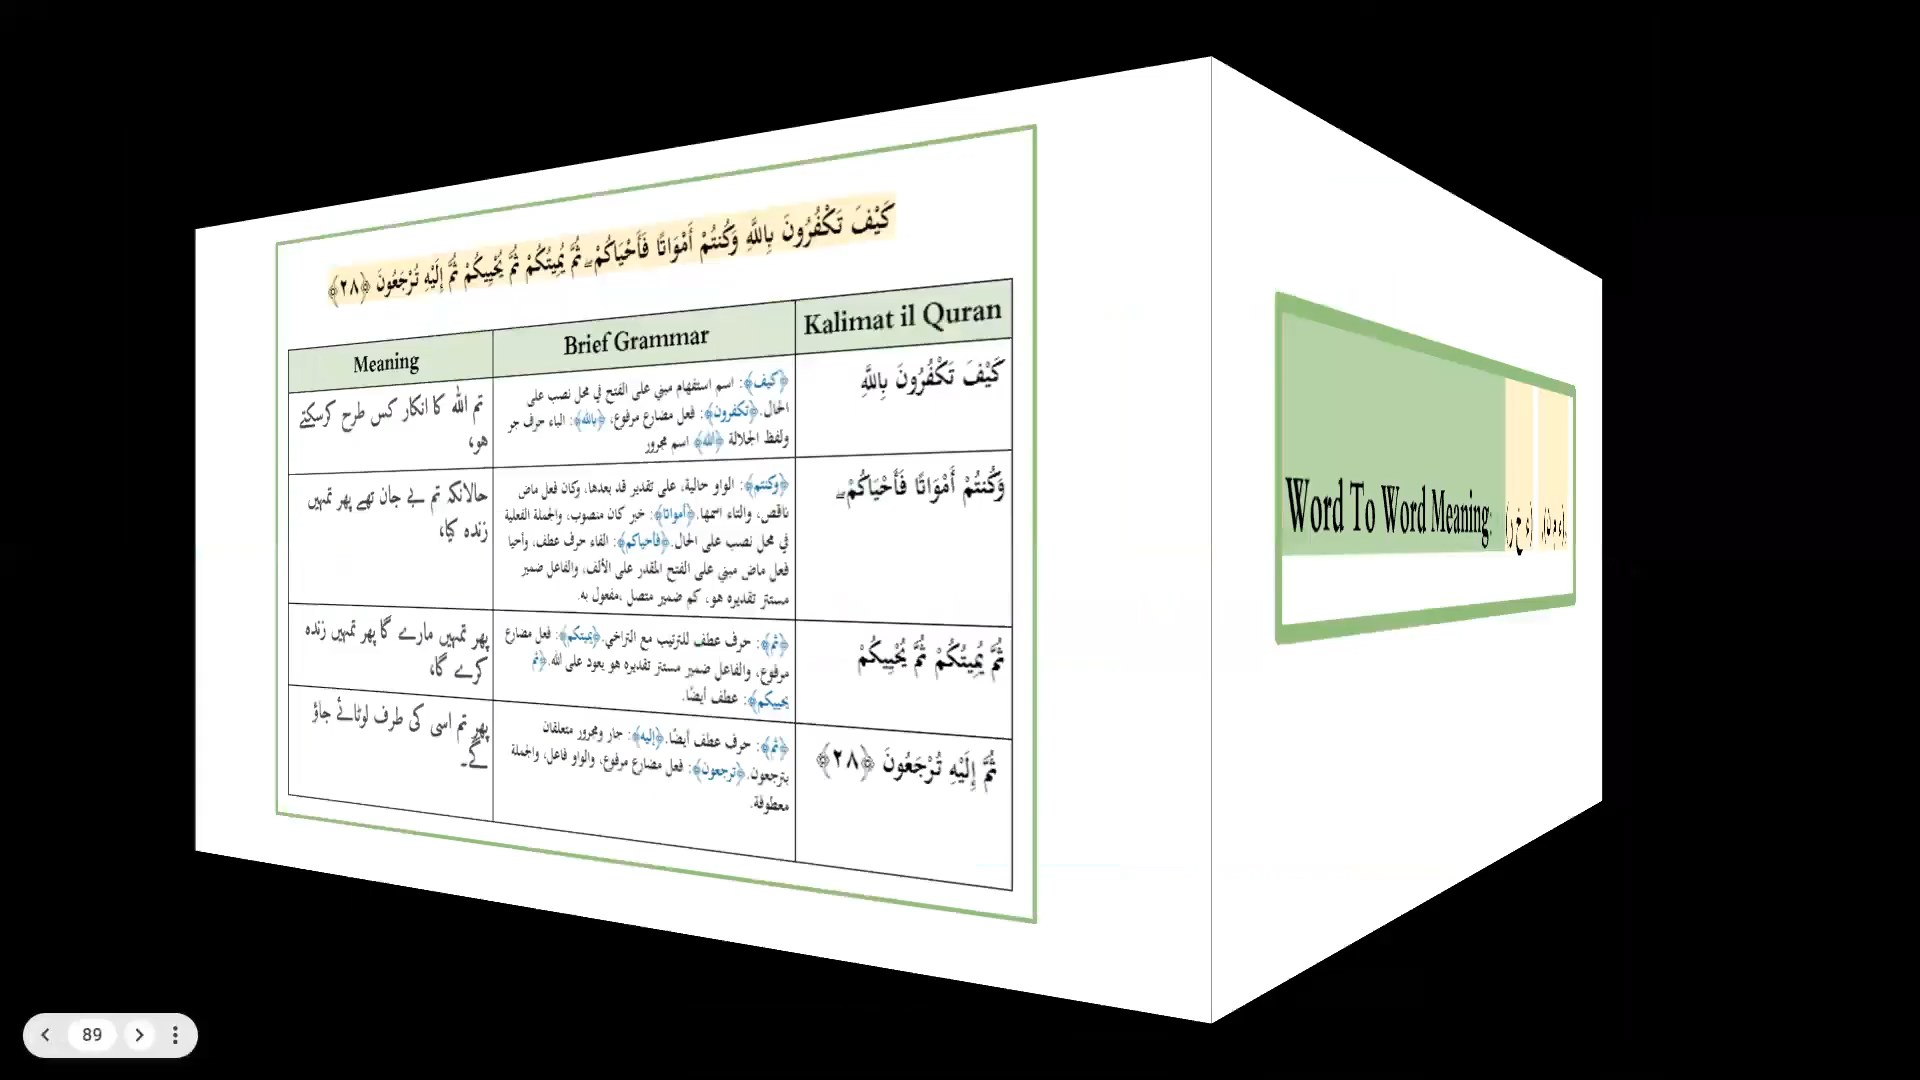 كَيْفَ تَكْفُرُونَ بِاللَّهِ وَكُنتُمْ أَمْوَاتًا فَأَحْيَاكُمْ ۖ ثُمَّ يُمِيتُكُمْ ثُمَّ يُحْيِيكُمْ ثُمَّ إِلَيْهِ تُرْجَعُونَ ﴿٢٨﴾
Kalimat il Quran
Brief Grammar
Meaning
كَيْفَ تَكْفُرُونَ بِاللَّهِ
﴿كيف﴾: اسم استفهام مبني على الفتح في محل نصب على
الحال. ﴿تكفرون﴾: فعل مضارع مرفوع، ﴿بالله﴾: الباء حرف جر
ولفظ الجلالة ﴿الله﴾ اسم مجرور
تم اللہ کا انکار کس طرح کرسکتے
ہو،
وَكُنتُمْ أَمْوَاتًا فَأَحْيَاكُمْ ۖ
﴿وكنتم﴾: الواو حالية، على تقدير قد بعدها، وكان فعل ماض
ناقص، والتاء اسمها. ﴿أمواتا﴾: خبر كان منصوب، والجملة الفعلية
في محل نصب على الحال. ﴿فأحياكم﴾: الفاء حرف عطف، وأحيا
فعل ماض مبني على الفتح المقدر على الألف، والفاعل ضمير
مستتر تقديره هو، كم ضمير متصل ،مفعول به.
حالانکہ تم بے جان تھے پھر تمہیں
زندہ کیا،
ثُمَّ يُمِيتُكُمْ ثُمَّ يُحْيِيكُمْ
﴿ثم﴾: حرف عطف للترتيب مع التراخي. ﴿يميتكم﴾: فعل مضارع
مرفوع، والفاعل ضمير مستتر تقديره هو يعود على الله. ﴿ثم
يحييكم﴾: عطف أيضًا.
پھر تمہیں مارے گا پھر تمہیں زندہ
کرے گا،
ثُمَّ إِلَيْهِ تُرْجَعُونَ ﴿٢٨﴾
﴿ثم﴾: حرف عطف أيضًا. ﴿إليه﴾: جار ومجرور متعلقان
بترجعون. ﴿ترجعون﴾: فعل مضارع مرفوع، والواو فاعل، والجملة
معطوفة.
پھر تم اسی کی طرف لوٹائے جاؤ
گے۔
Word To Word Meaning:
89